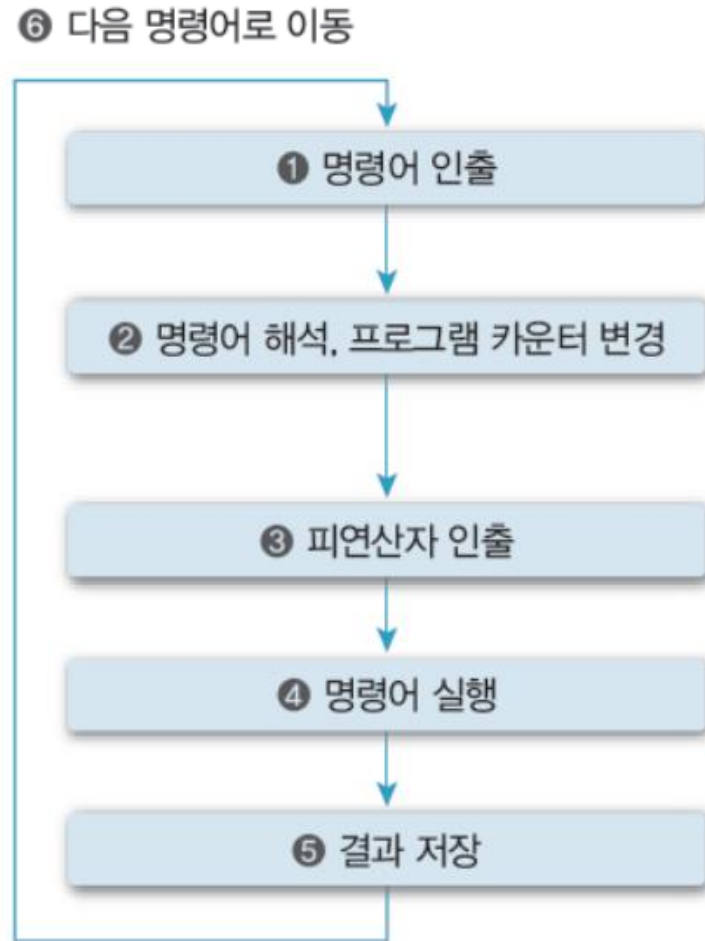 ❻ 다음 명령어로 이동
❶ 명령어 인출
❷ 명령어 해석, 프로그램 카운터 변경
❸ 피연산자 인출
❹ 명령어 실행
❺ 결과 저장